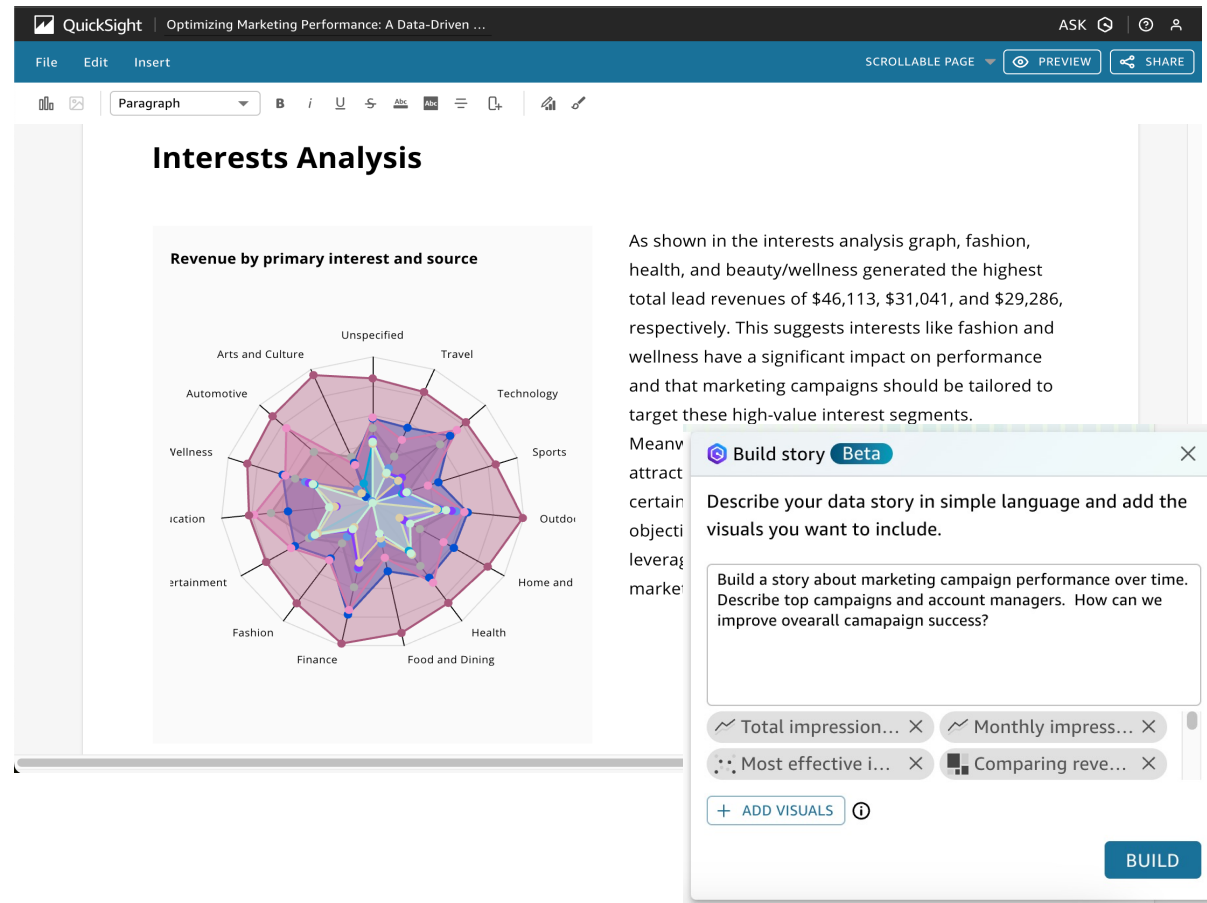 QuickSight
Optimizing Marketing Performance: A Data-Driven ...
ASK
File Edit Insert
SCROLLABLE PAGE
PREVIEW
SHARE
Paragraph
B i U S Abc Abc
Interests Analysis
Revenue by primary interest and source
Unspecified
Arts and Culture
Travel
Automotive
Technology
Wellness
Sports
ucation
Outdoo
ertainment
Home and
Fashion
Health
Finance
Food and Dining
As shown in the interests analysis graph, fashion,
health, and beauty/wellness generated the highest
total lead revenues of $46,113, $31,041, and $29,286,
respectively. This suggests interests like fashion and
wellness have a significant impact on performance
and that marketing campaigns should be tailored to
target these high-value interest segments.
Meanw
attract
certain
objecti
leverag
market
Build story Beta
Describe your data story in simple language and add the
visuals you want to include.
Build a story about marketing campaign performance over time.
Describe top campaigns and account managers. How can we
improve ovearall camapaign success?
Total impression...
Monthly impress...
Most effective i...
Comparing reve...
+ ADD VISUALS
BUILD